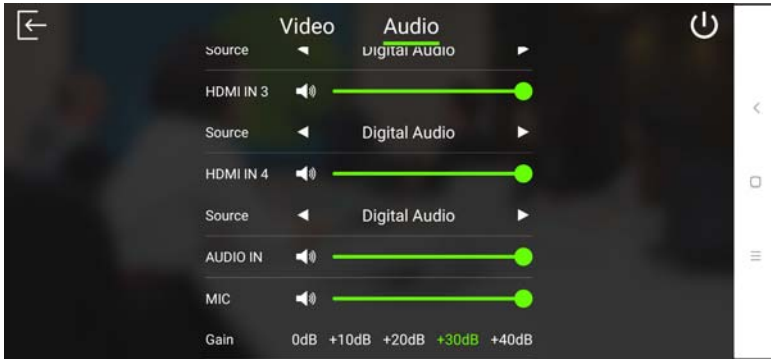 Video Audio
Source Digital Audio
HDMI IN 3
Source Digital Audio
HDMI IN 4
Source Digital Audio
AUDIO IN
MIC
Gain 0dB +10dB +20dB +30dB +40dB